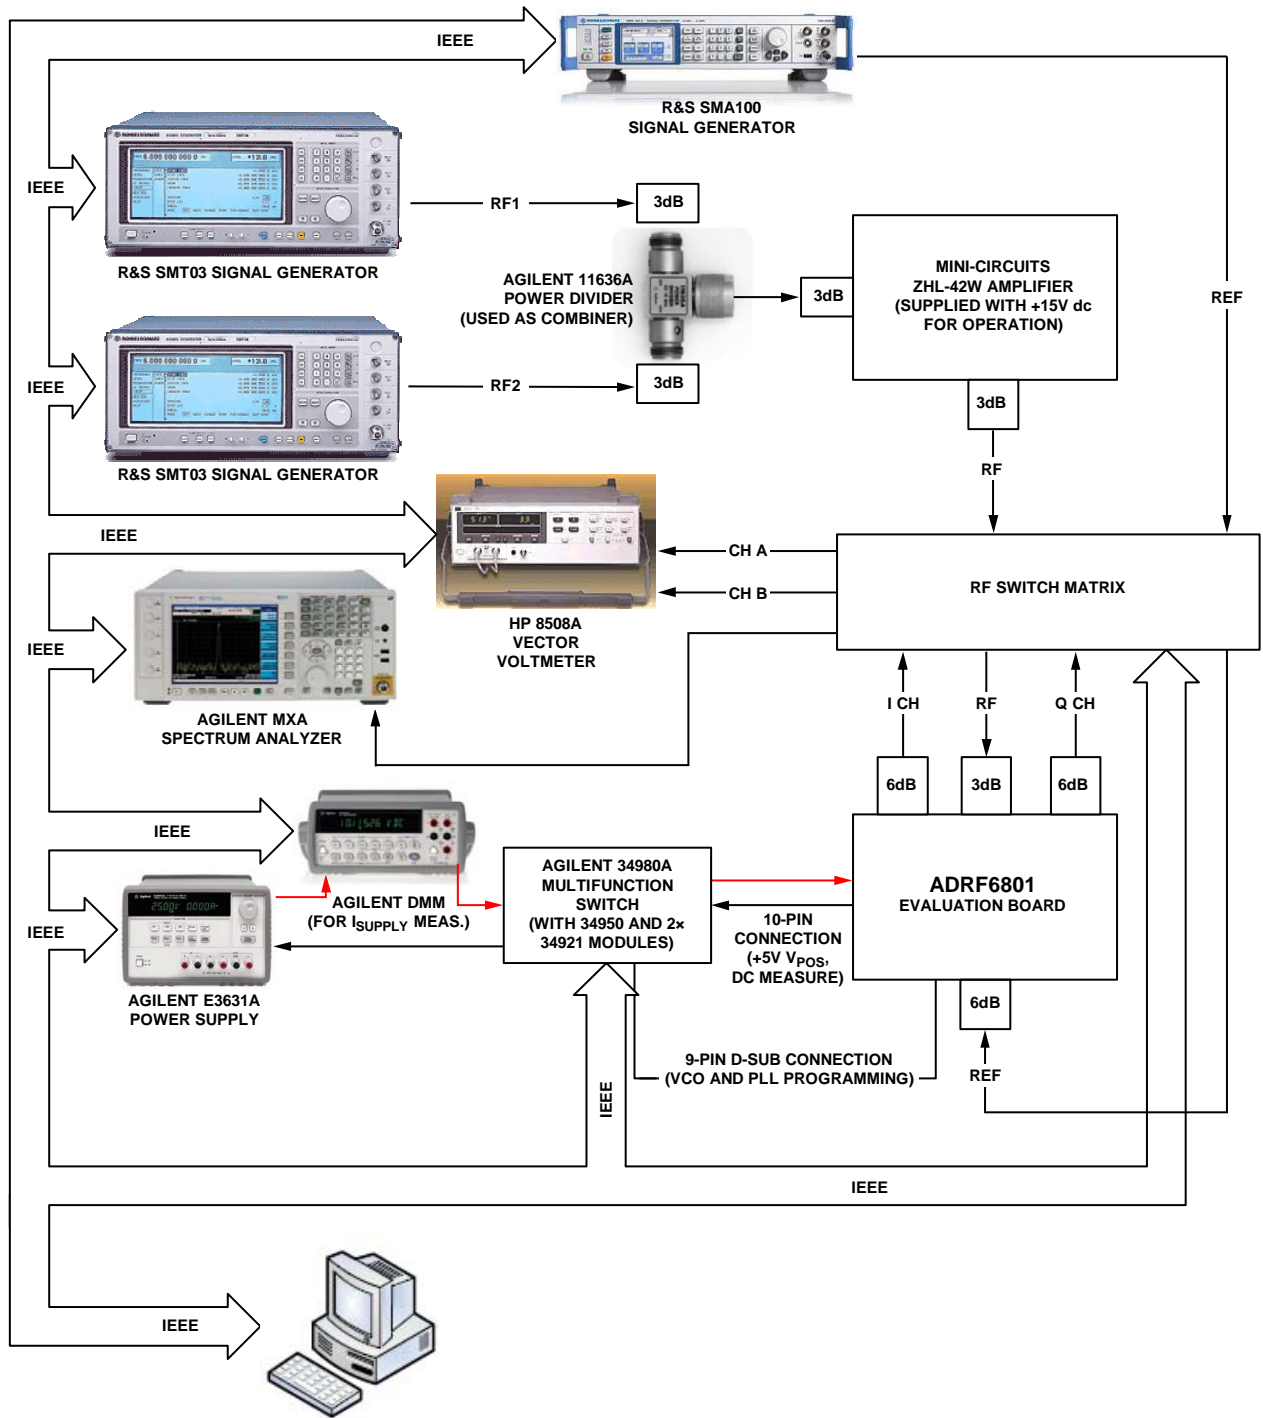 IEEE
R&S SMA100
SIGNAL GENERATOR
IEEE
RF1
3dB
R&S SMT03 SIGNAL GENERATOR
AGILENT 11636A
POWER DIVIDER
(USED AS COMBINER)
3dB
MINI-CIRCUITS
ZHL-42W AMPLIFIER
(SUPPLIED WITH +15V dc
FOR OPERATION)
REF
IEEE
RF2
3dB
3dB
R&S SMT03 SIGNAL GENERATOR
RF
IEEE
CH A
CH B
RF SWITCH MATRIX
HP 8508A
VECTOR
VOLTMETER
IEEE
AGILENT MXA
SPECTRUM ANALYZER
I CH
RF
Q CH
6dB
3dB
6dB
IEEE
AGILENT DMM
(FOR ISUPPLY MEAS.)
AGILENT 34980A
MULTIFUNCTION
SWITCH
(WITH 34950 AND 2×
34921 MODULES)
ADRF6801
EVALUATION BOARD
10-PIN
CONNECTION
(+5V VPOS,
DC MEASURE)
IEEE
AGILENT E3631A
POWER SUPPLY
6dB
9-PIN D-SUB CONNECTION
(VCO AND PLL PROGRAMMING)
REF
IEEE
IEEE
IEEE